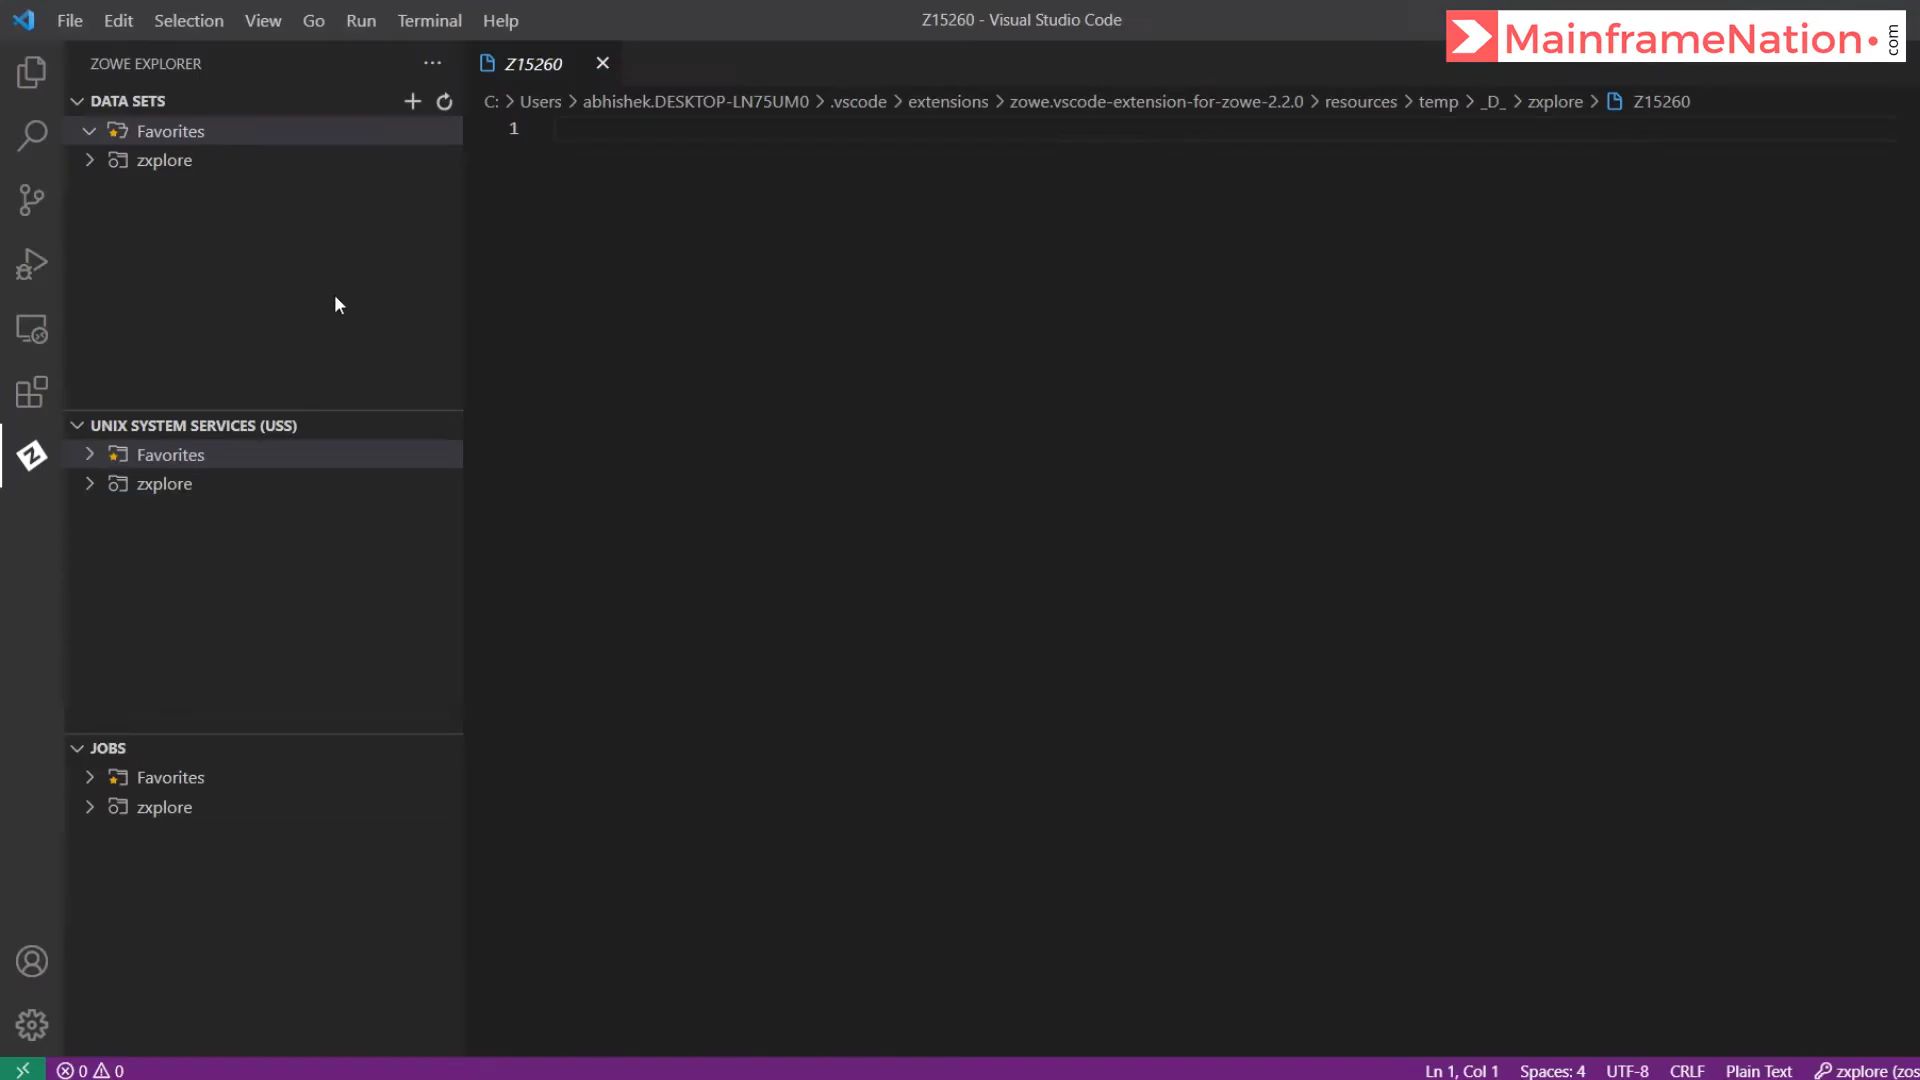 File Edit Selection View Go Run Terminal Help
Z15260 - Visual Studio Code
MainframeNation.com
ZOWE EXPLORER
Z15260
DATA SETS
C: > Users > abhishek.DESKTOP-LN75UM0 > .vscode > extensions > zowe.vscode-extension-for-zowe-2.2.0 > resources > temp > _D_ > zxplore > Z15260
Favorites
1
zxplore
UNIX SYSTEM SERVICES (USS)
Favorites
zxplore
JOBS
Favorites
zxplore
0 0
Ln 1, Col 1 Spaces: 4 UTF-8 CRLF Plain Text zxplore (zos